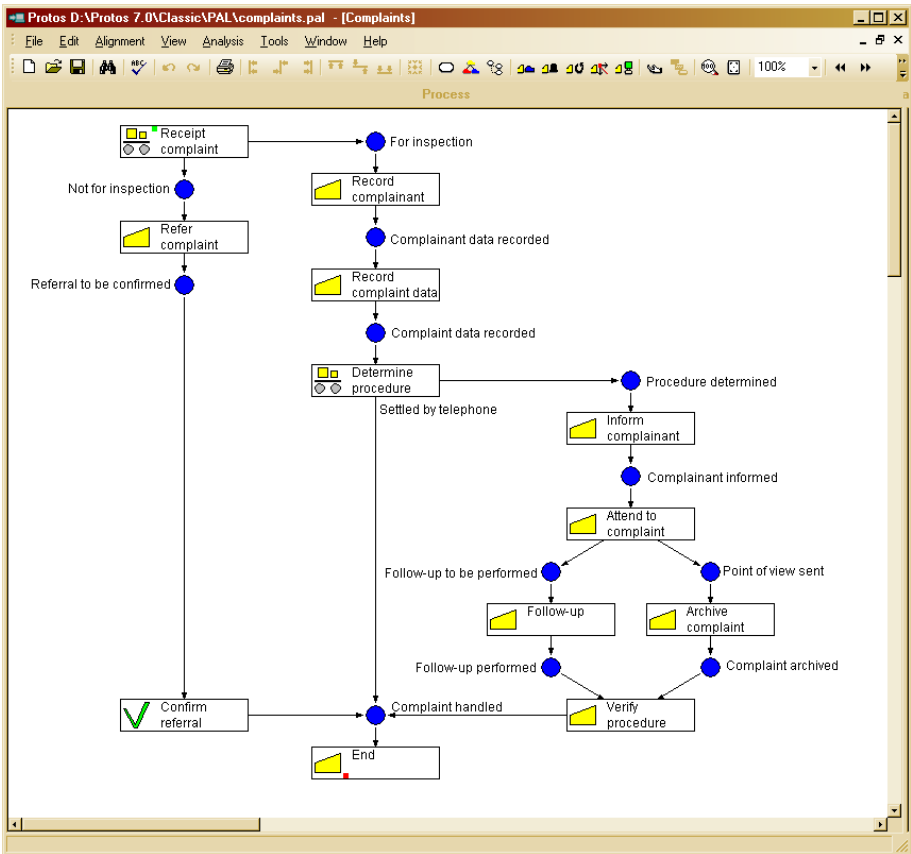 Protos D:\Protos 7.0\Classic\PAL\complaints.pal - [Complaints]
File Edit Alignment View Analysis Tools Window Help
ABC 100 100%
Process
Receipt
complaint
For inspection
Not for inspection
Record
complainant
Refer
complaint
Complainant data recorded
Referral to be confirmed
Record
complaint data
Complaint data recorded
Determine
procedure
Procedure determined
Settled by telephone
Inform
complainant
Complainant informed
Attend to
complaint
Follow-up to be performed
Point of view sent
Follow-up
Archive
complaint
Follow-up performed
Complaint archived
Confirm
referral
Complaint handled
Verify
procedure
End